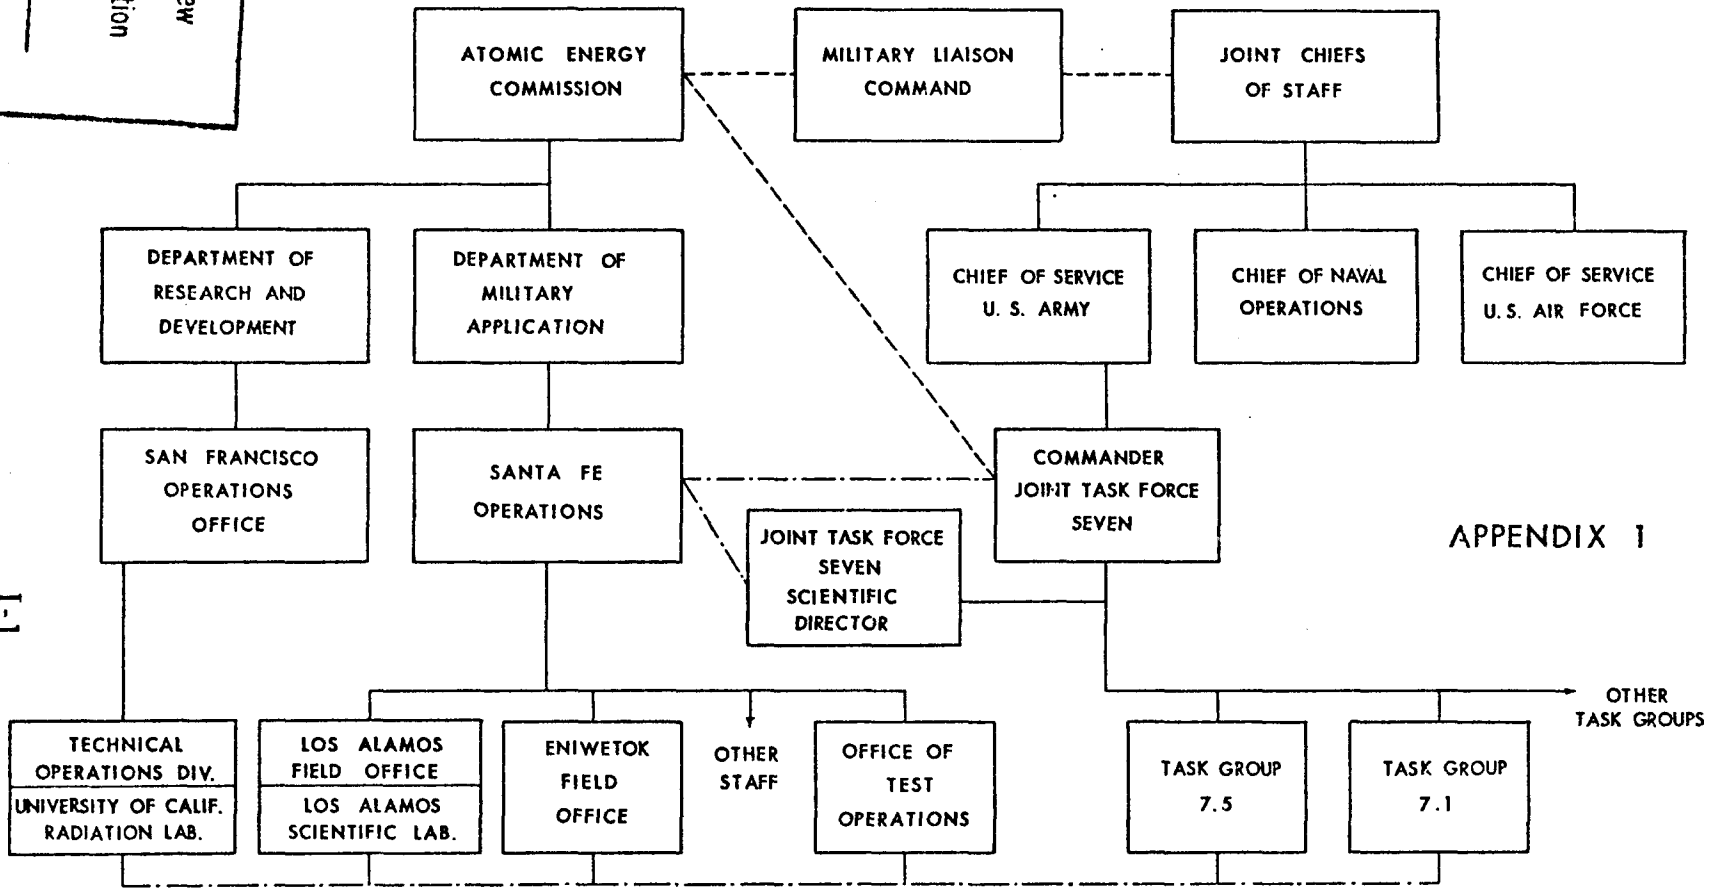 ew
tion
ATOMIC ENERGY
COMMISSION
MILITARY LIAISON
COMMAND
JOINT CHIEFS
OF STAFF
DEPARTMENT OF
RESEARCH AND
DEVELOPMENT
DEPARTMENT OF
MILITARY
APPLICATION
CHIEF OF SERVICE
U. S. ARMY
CHIEF OF NAVAL
OPERATIONS
CHIEF OF SERVICE
U. S. AIR FORCE
SAN FRANCISCO
OPERATIONS
OFFICE
SANTA FE
OPERATIONS
COMMANDER
JOINT TASK FORCE
SEVEN
JOINT TASK FORCE
SEVEN
SCIENTIFIC
DIRECTOR
APPENDIX 1
TECHNICAL
OPERATIONS DIV.
UNIVERSITY OF CALIF.
RADIATION LAB.
LOS ALAMOS
FIELD OFFICE
LOS ALAMOS
SCIENTIFIC LAB.
ENIWETOK
FIELD
OFFICE
OTHER
STAFF
OFFICE OF
TEST
OPERATIONS
TASK GROUP
7.5
TASK GROUP
7.1
OTHER
TASK GROUPS